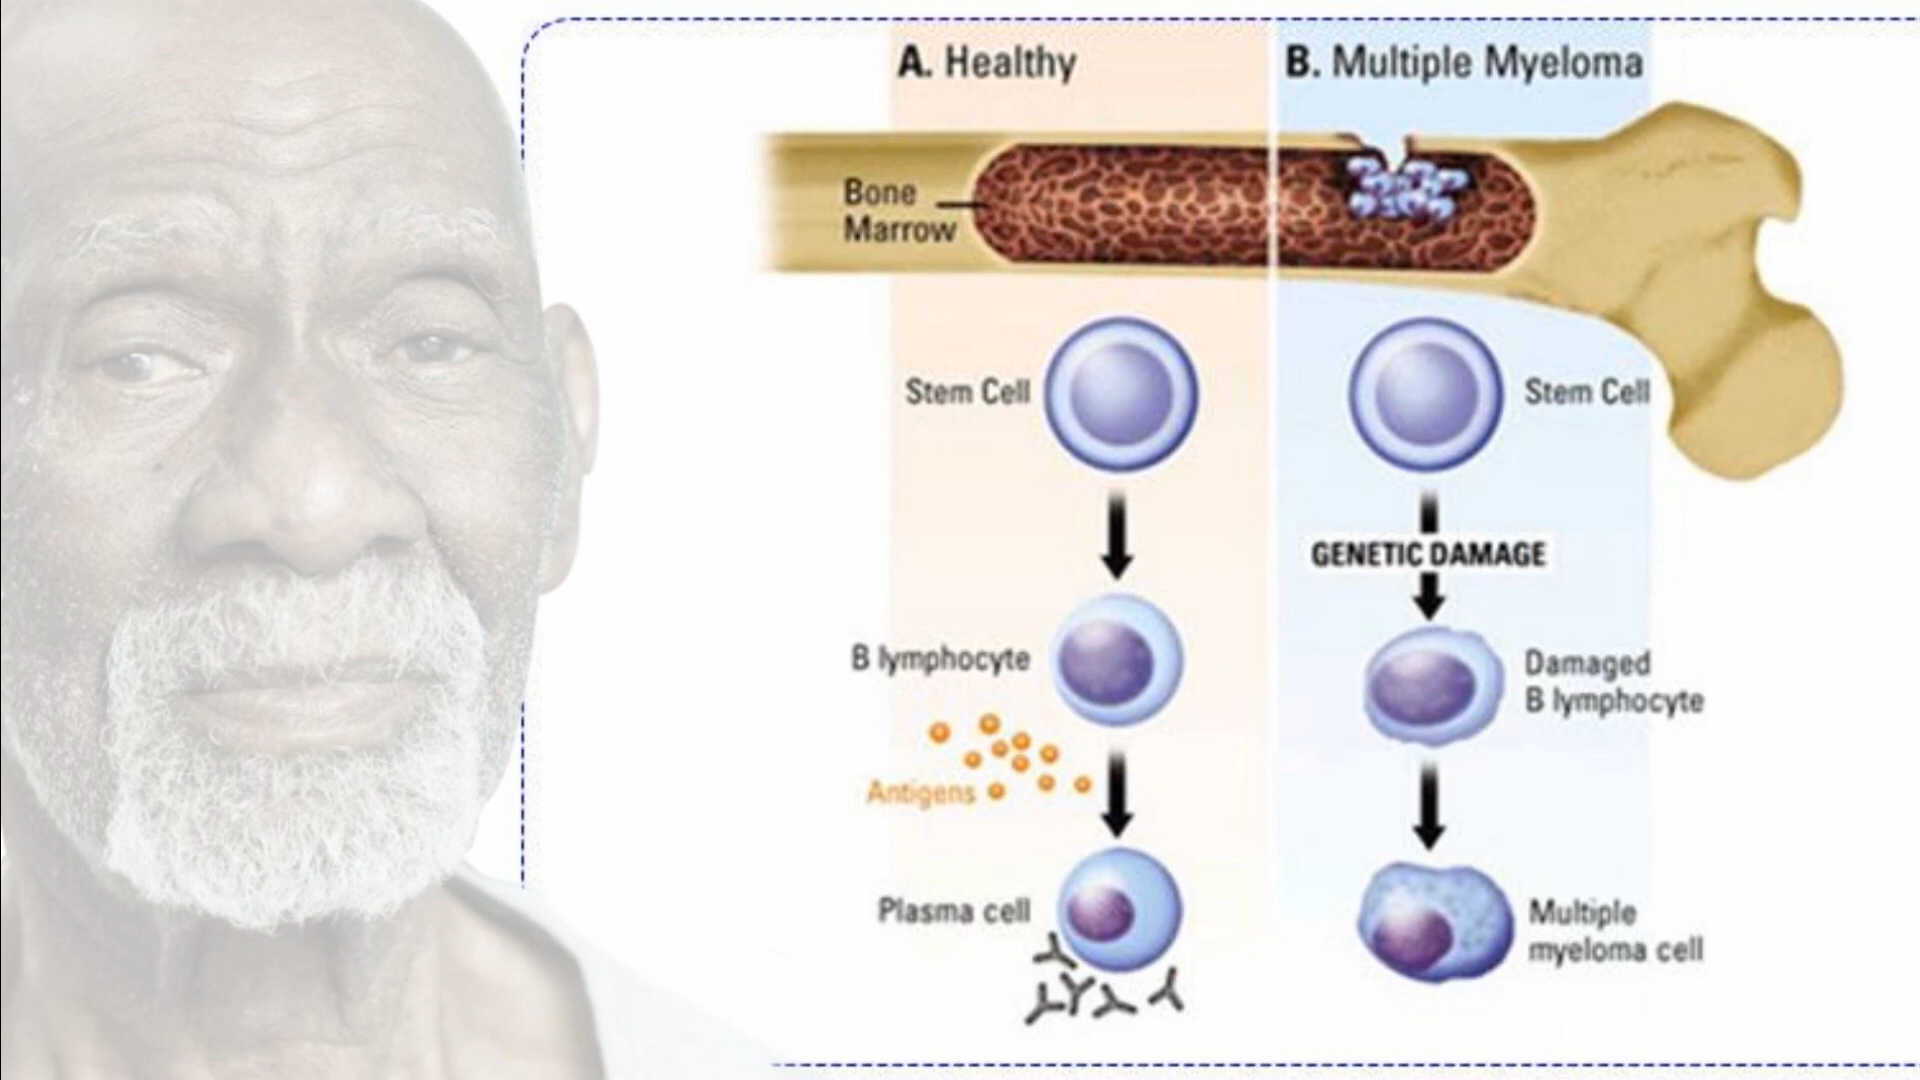 A. Healthy
B. Multiple Myeloma
Bone
Marrow
Stem Cell
Stem Cell
GENETIC DAMAGE
B lymphocyte
Damaged
B lymphocyte
Antigens
Plasma cell
Multiple
myeloma cell